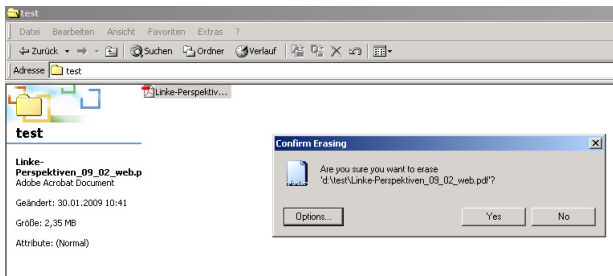 test
Datei Bearbeiten Ansicht Favoriten Extras ?
Zurück Suchen Ordner Verlauf
Adresse test
Linke-Perspektiv...
test
Linke-
Perspektiven_09_02_web.p
Adobe Acrobat Document
Geändert: 30.01.2009 10:41
Größe: 2,35 MB
Attribute: (Normal)
Confirm Erasing
Are you sure you want to erase
'd:\test\Linke-Perspektiven_09_02_web.pdf'?
Options... Yes No